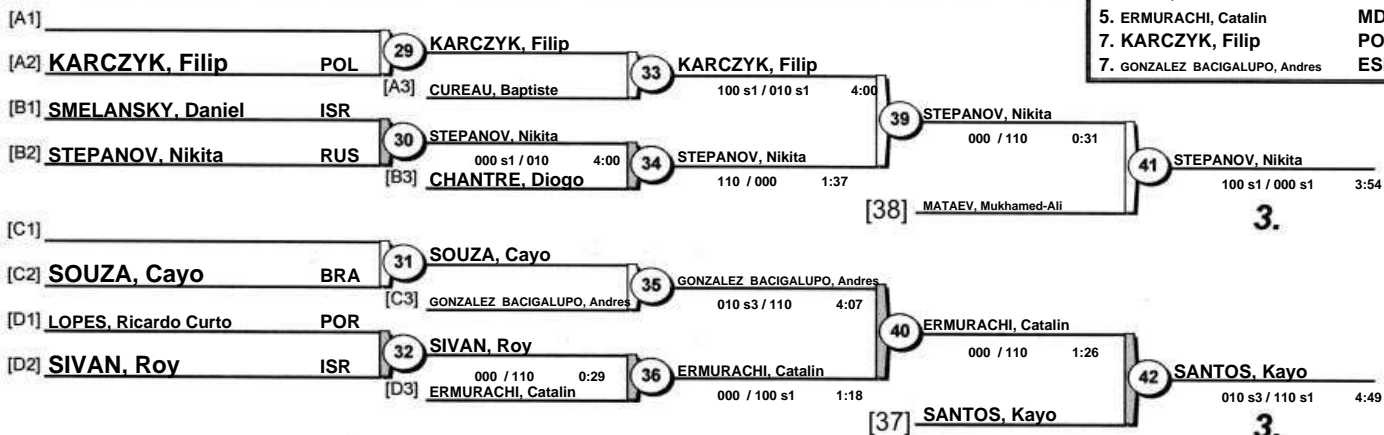 [A1]
[A2] KARCZYK, Filip POL
29 KARCZYK, Filip
[A3] CUREAU, Baptiste
33 KARCZYK, Filip
100 s1 / 010 s1 4:00
[B1] SMELANSKY, Daniel ISR
[B2] STEPANOV, Nikita RUS
30 STEPANOV, Nikita
000 s1 / 010 4:00
[B3] CHANTRE, Diogo
34 STEPANOV, Nikita
110 / 000 1:37
39 STEPANOV, Nikita
000 / 110 0:31
[38] MATAEV, Mukhamed-Ali
41 STEPANOV, Nikita
100 s1 / 000 s1 3:54
3.
[C1]
[C2] SOUZA, Cayo BRA
31 SOUZA, Cayo
[C3] GONZALEZ BACIGALUPO, Andres
35 GONZALEZ BACIGALUPO, Andres
010 s3 / 110 4:07
[D1] LOPES, Ricardo Curto POR
[D2] SIVAN, Roy ISR
32 SIVAN, Roy
000 / 110 0:29
[D3] ERMURACHI, Catalin
36 ERMURACHI, Catalin
000 / 100 s1 1:18
40 ERMURACHI, Catalin
000 / 110 1:26
[37] SANTOS, Kayo
42 SANTOS, Kayo
010 s3 / 110 s1 4:49
3.
5. ERMURACHI, Catalin MD
7. KARCZYK, Filip PO
7. GONZALEZ BACIGALUPO, Andres ES